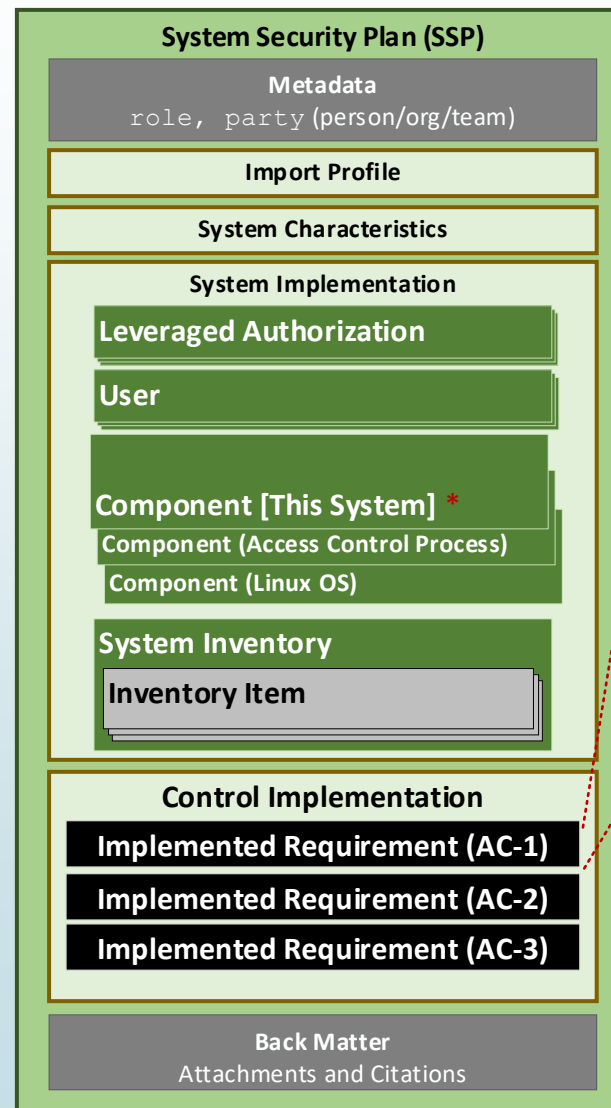 System Security Plan (SSP)
Metadata
role, party (person/org/team)
Import Profile
System Characteristics
System Implementation
Leveraged Authorization
User
Component [This System] *
Component (Access Control Process)
Component (Linux OS)
System Inventory
Inventory Item
Control Implementation
Implemented Requirement (AC-1)
Implemented Requirement (AC-2)
Implemented Requirement (AC-3)
Back Matter
Attachments and Citations